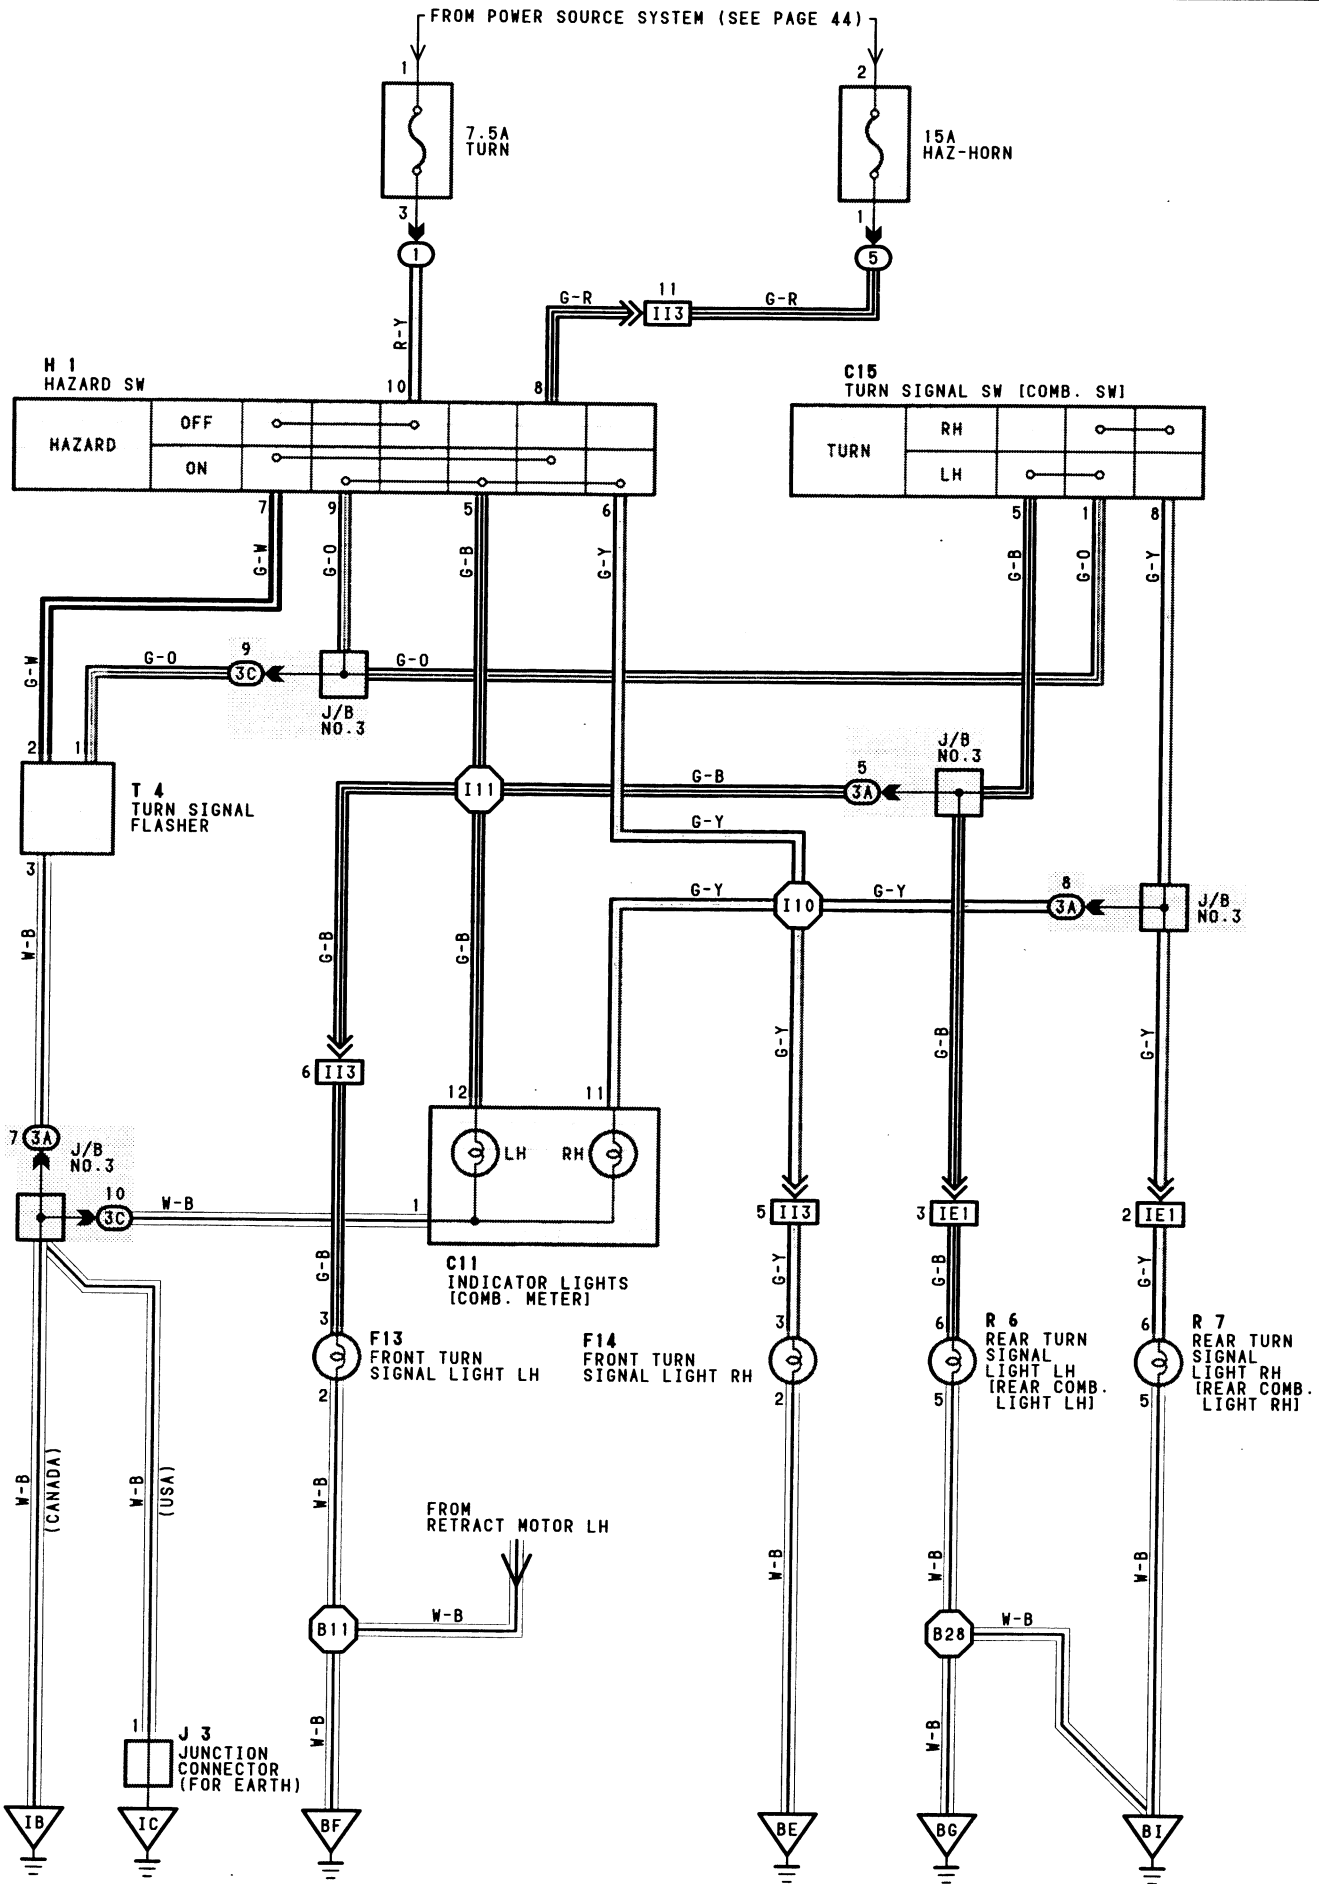 FROM POWER SOURCE SYSTEM (SEE PAGE 44)
1
2
7.5A
TURN
15A
HAZ-HORN
3
1
1
5
R-Y
G-R
11
II3
G-R
H 1
HAZARD SW
10
8
C15
TURN SIGNAL SW [COMB. SW]
HAZARD
OFF
ON
TURN
RH
LH
7
9
5
6
5
1
8
G-W
G-O
G-B
G-Y
G-B
G-O
G-Y
G-W
G-O
9
3C
G-O
J/B
NO.3
2
1
T 4
TURN SIGNAL
FLASHER
3
I11
G-B
5
3A
J/B
NO.3
G-Y
G-Y
I10
G-Y
8
3A
J/B
NO.3
W-B
G-B
G-B
G-Y
G-B
G-Y
6
II3
12
11
LH
RH
7
3A
J/B
NO.3
10
3C
W-B
1
5
II3
3
IE1
2
IE1
C11
INDICATOR LIGHTS
[COMB. METER]
G-B
G-Y
G-B
G-Y
3
F13
FRONT TURN
SIGNAL LIGHT LH
2
F14
FRONT TURN
SIGNAL LIGHT RH
3
2
6
R 6
REAR TURN
SIGNAL
LIGHT LH
[REAR COMB.
LIGHT LH]
5
6
R 7
REAR TURN
SIGNAL
LIGHT RH
[REAR COMB.
LIGHT RH]
5
W-B
(CANADA)
W-B
(USA)
W-B
FROM
RETRACT MOTOR LH
W-B
W-B
W-B
B11
W-B
B28
W-B
1
J 3
JUNCTION
CONNECTOR
(FOR EARTH)
W-B
W-B
IB
IC
BF
BE
BG
BI